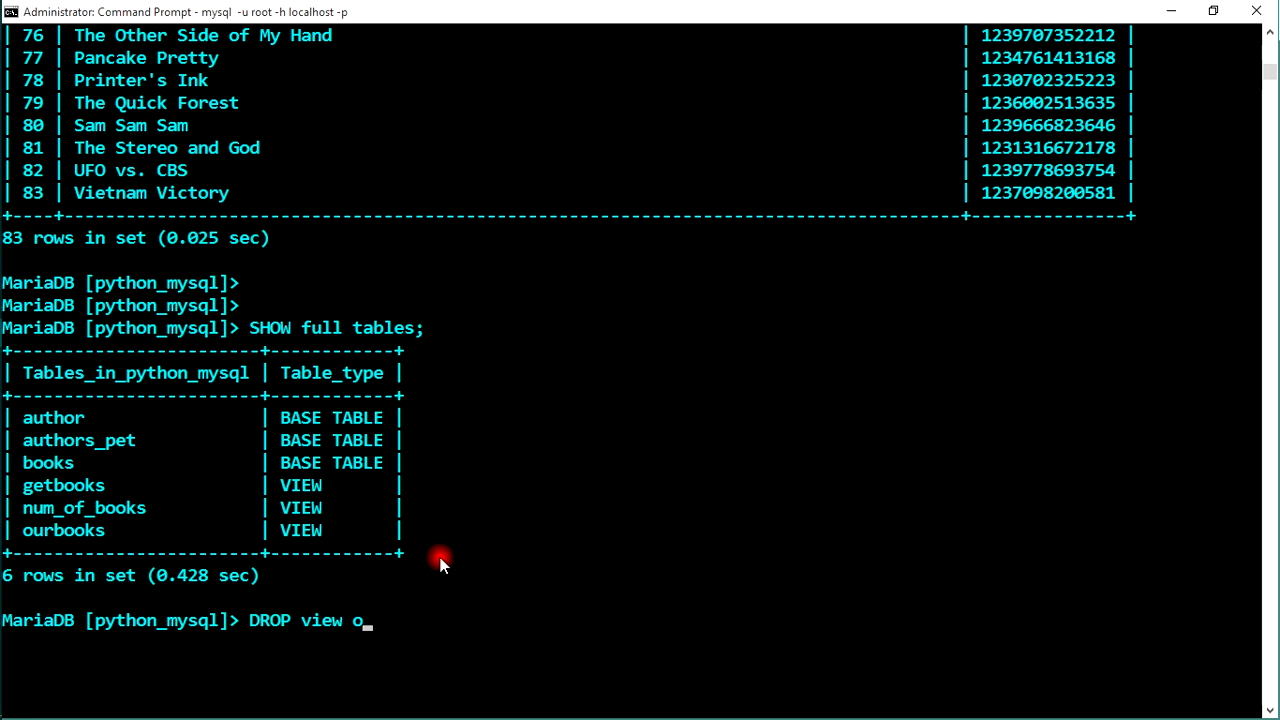 Administrator: Command Prompt - mysql -u root -h localhost -p
| 76 | The Other Side of My Hand | 1239707352212 |
| 77 | Pancake Pretty | 1234761413168 |
| 78 | Printer's Ink | 1230702325223 |
| 79 | The Quick Forest | 1236002513635 |
| 80 | Sam Sam Sam | 1239666823646 |
| 81 | The Stereo and God | 1231316672178 |
| 82 | UFO vs. CBS | 1239778693754 |
| 83 | Vietnam Victory | 1237098200581 |
+----+---------------------------------------------------------------------------------------+---------------+
83 rows in set (0.025 sec)
MariaDB [python_mysql]>
MariaDB [python_mysql]>
MariaDB [python_mysql]> SHOW full tables;
+------------------------+------------+
| Tables_in_python_mysql | Table_type |
+------------------------+------------+
| author | BASE TABLE |
| authors_pet | BASE TABLE |
| books | BASE TABLE |
| getbooks | VIEW |
| num_of_books | VIEW |
| ourbooks | VIEW |
+------------------------+------------+
6 rows in set (0.428 sec)
MariaDB [python_mysql]> DROP view o